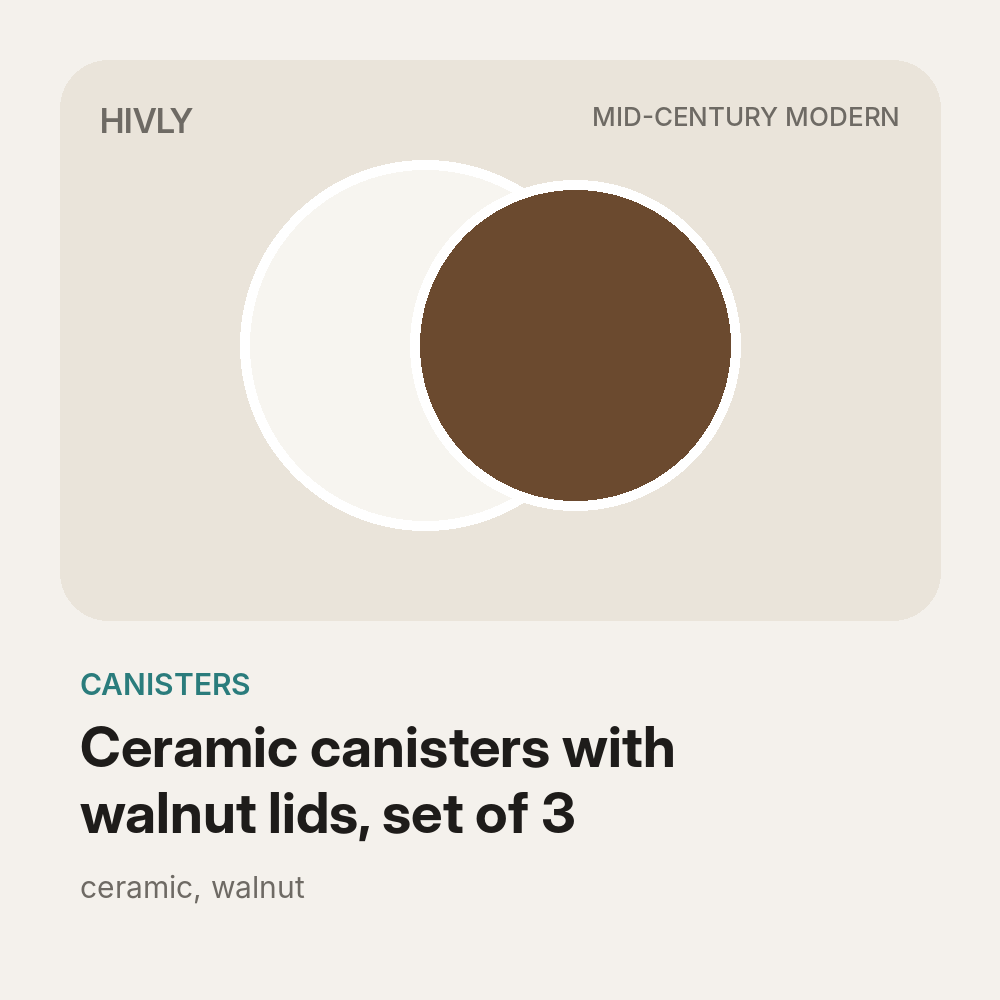 HIVLY
MID-CENTURY MODERN
CANISTERS
Ceramic canisters with
walnut lids, set of 3
ceramic, walnut